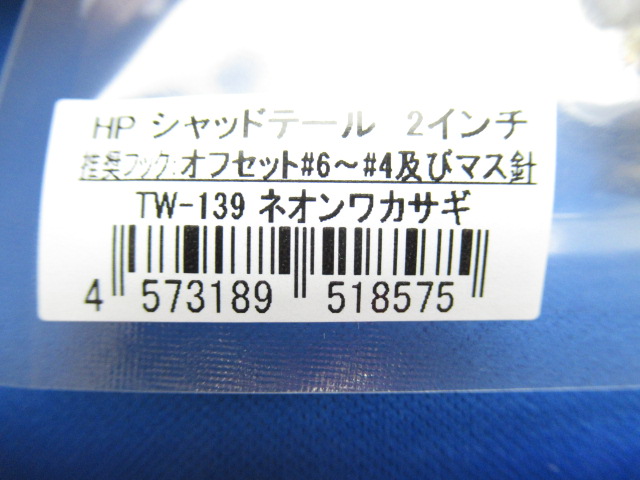 HP シャッドテール 2インチ
推奨フック:オフセット#6～#4及びマス針
TW-139 ネオンワカサギ
4 573189 518575